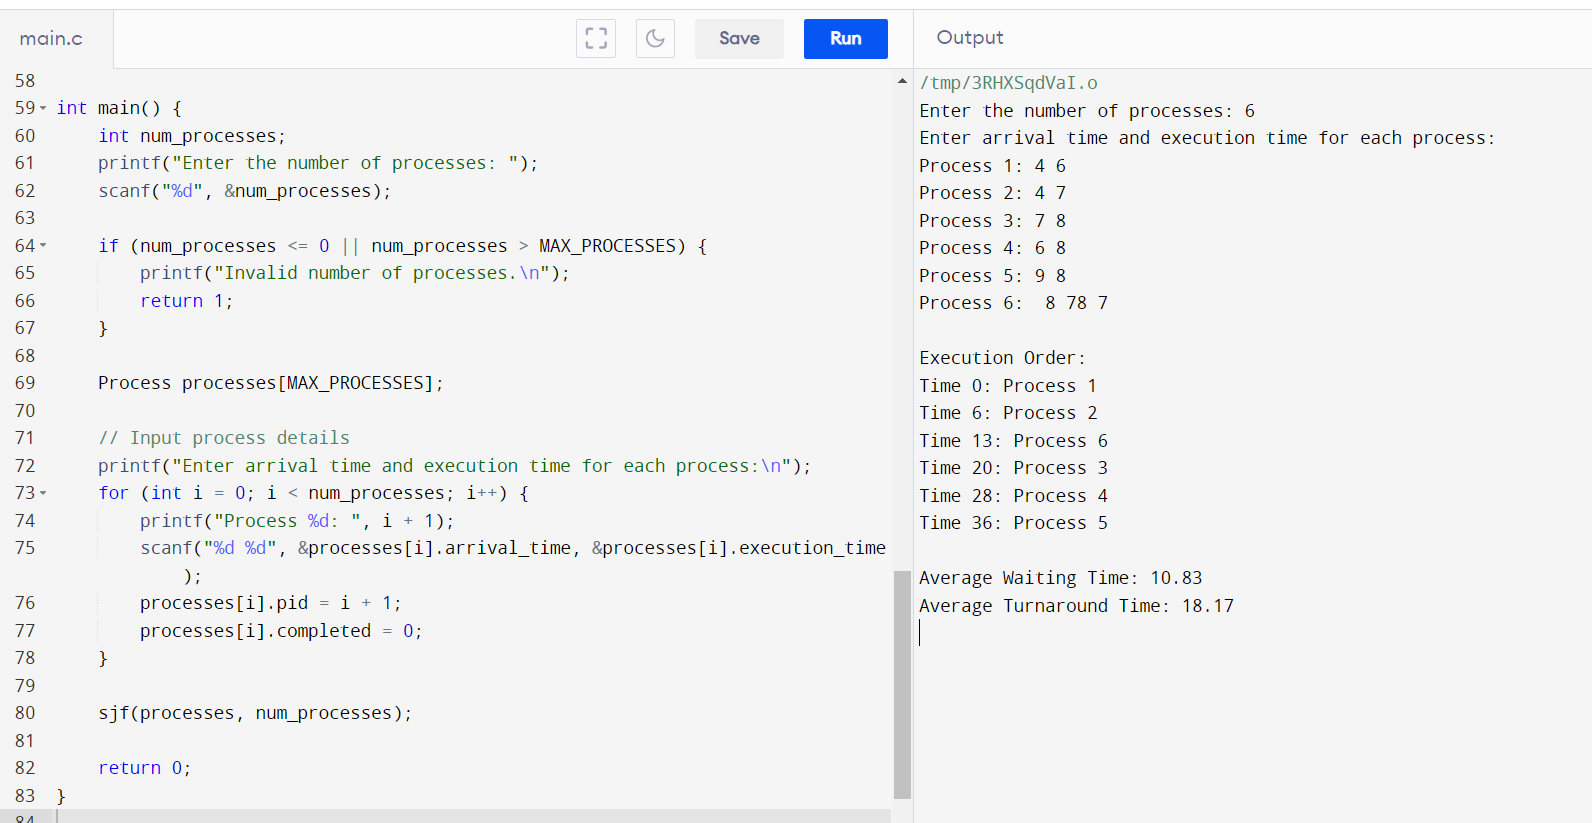 main.c
Save
Run
Output
58
59 int main() {
60     int num_processes;
61     printf("Enter the number of processes: ");
62     scanf("%d", &num_processes);
63
64     if (num_processes <= 0 || num_processes > MAX_PROCESSES) {
65         printf("Invalid number of processes.\n");
66         return 1;
67     }
68
69     Process processes[MAX_PROCESSES];
70
71     // Input process details
72     printf("Enter arrival time and execution time for each process:\n");
73     for (int i = 0; i < num_processes; i++) {
74         printf("Process %d: ", i + 1);
75         scanf("%d %d", &processes[i].arrival_time, &processes[i].execution_time
            );
76         processes[i].pid = i + 1;
77         processes[i].completed = 0;
78     }
79
80     sjf(processes, num_processes);
81
82     return 0;
83 }
84
/tmp/3RHXSqdVaI.o
Enter the number of processes: 6
Enter arrival time and execution time for each process:
Process 1: 4 6
Process 2: 4 7
Process 3: 7 8
Process 4: 6 8
Process 5: 9 8
Process 6:  8 78 7

Execution Order:
Time 0: Process 1
Time 6: Process 2
Time 13: Process 6
Time 20: Process 3
Time 28: Process 4
Time 36: Process 5

Average Waiting Time: 10.83
Average Turnaround Time: 18.17